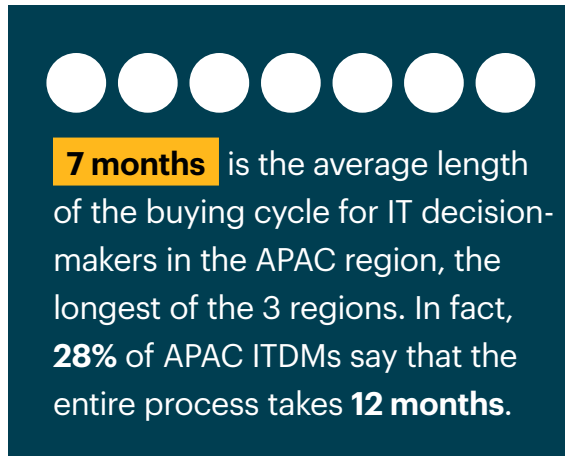 7 months is the average length
of the buying cycle for IT decision-
makers in the APAC region, the
longest of the 3 regions. In fact,
28% of APAC ITDMs say that the
entire process takes 12 months.